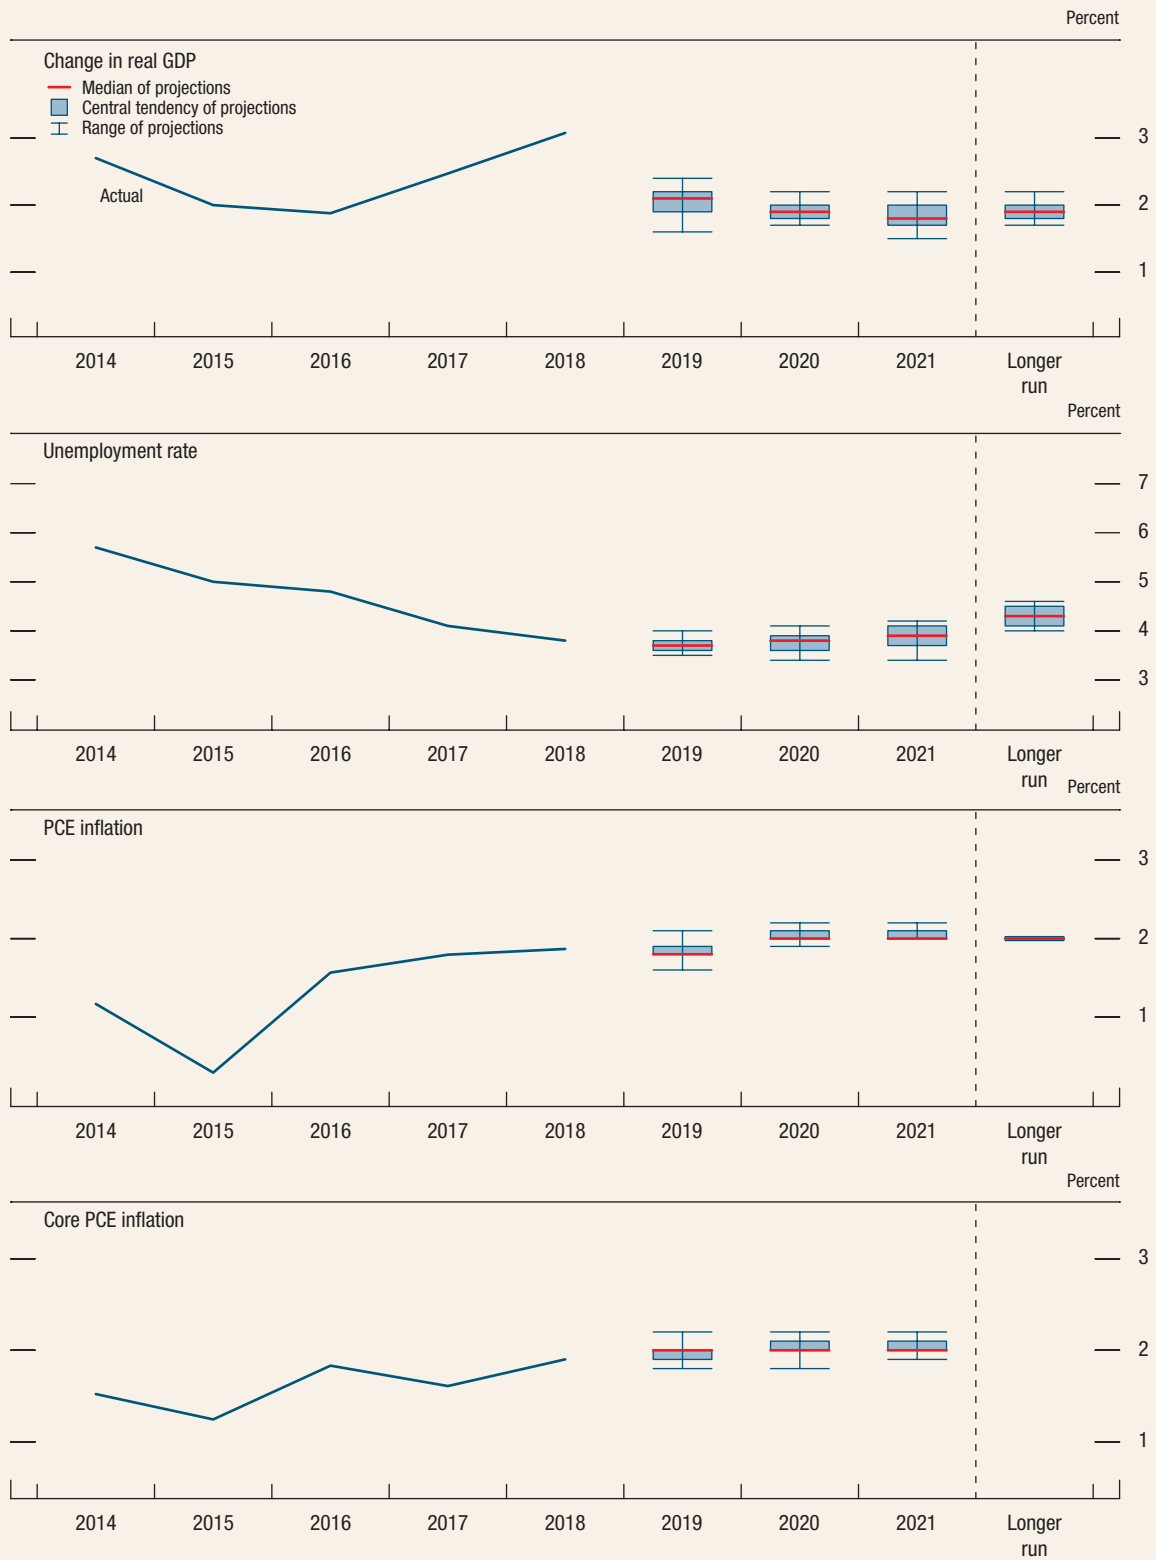 Percent
Change in real GDP
Median of projections
Central tendency of projections
Range of projections
3
Actual
2
1
2014 2015 2016 2017 2018 2019 2020 2021 Longer
run
Percent
Unemployment rate
7
6
5
4
3
2014 2015 2016 2017 2018 2019 2020 2021 Longer
run
Percent
PCE inflation
3
2
1
2014 2015 2016 2017 2018 2019 2020 2021 Longer
run
Percent
Core PCE inflation
3
2
1
2014 2015 2016 2017 2018 2019 2020 2021 Longer
run